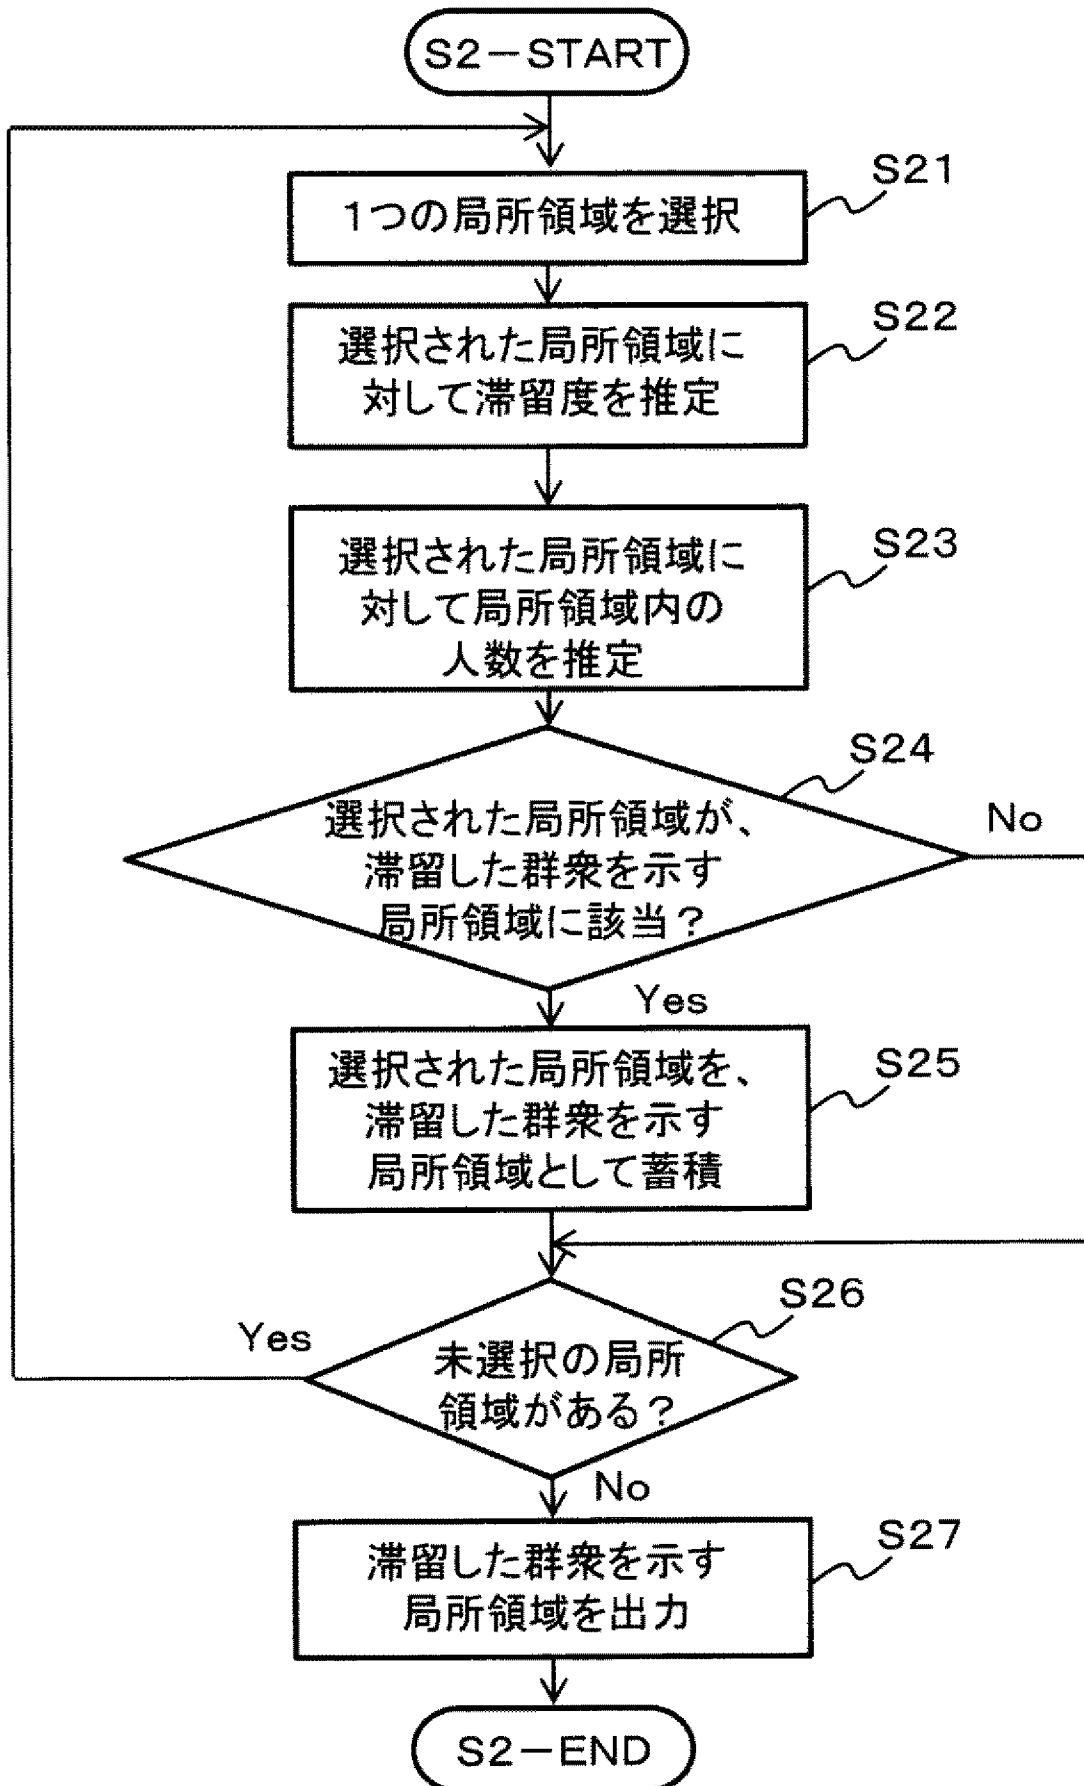 S2-START
S21
1つの局所領域を選択
S22
選択された局所領域に
対して滞留度を推定
S23
選択された局所領域に
対して局所領域内の
人数を推定
S24
No
選択された局所領域が、
滞留した群衆を示す
局所領域に該当？
Yes
S25
選択された局所領域を、
滞留した群衆を示す
局所領域として蓄積
S26
Yes
未選択の局所
領域がある？
No
S27
滞留した群衆を示す
局所領域を出力
S2-END